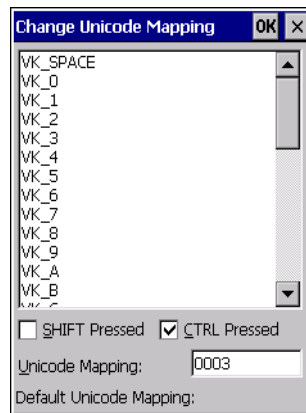 Change Unicode Mapping OK ×
VK_SPACE
VK_0
VK_1
VK_2
VK_3
VK_4
VK_5
VK_6
VK_7
VK_8
VK_9
VK_A
VK_B
SHIFT Pressed CTRL Pressed
Unicode Mapping: 0003
Default Unicode Mapping: